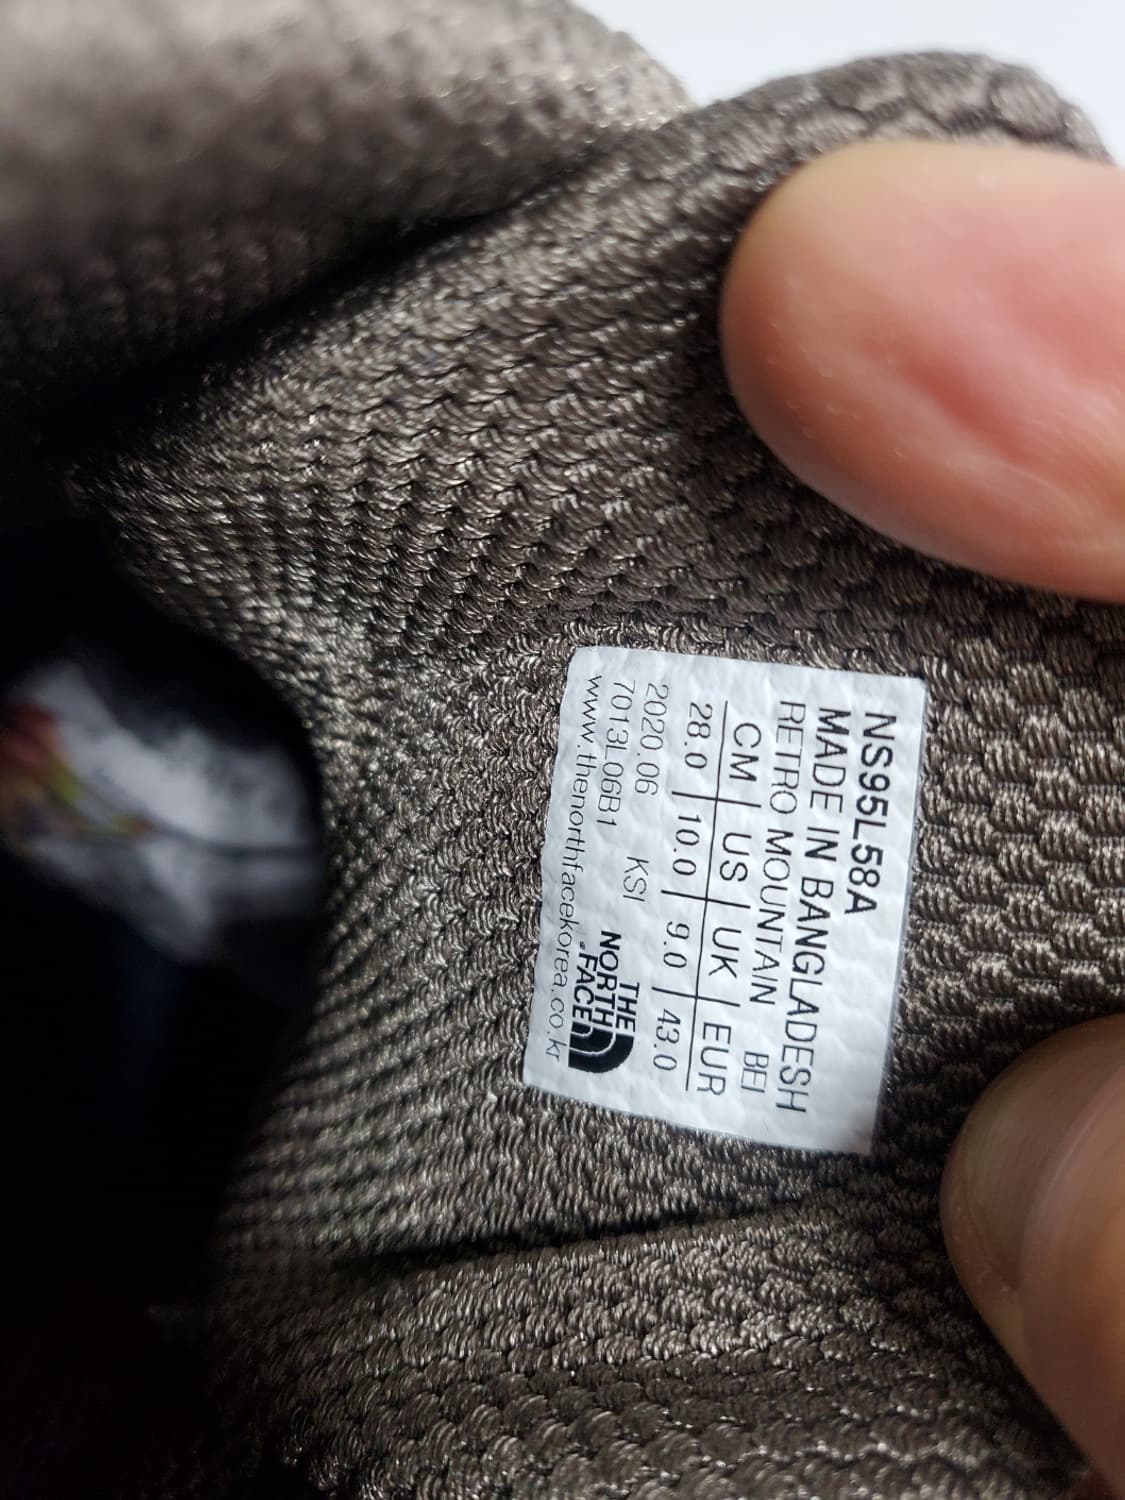 NS95L58A
MADE IN BANGLADESH
RETRO MOUNTAIN BEI
CM US UK EUR
28.0 10.0 9.0 43.0
2020.06
7013L06B1 KSI
THE
NORTH
FACE
www.thenorthfacekorea.co.kr